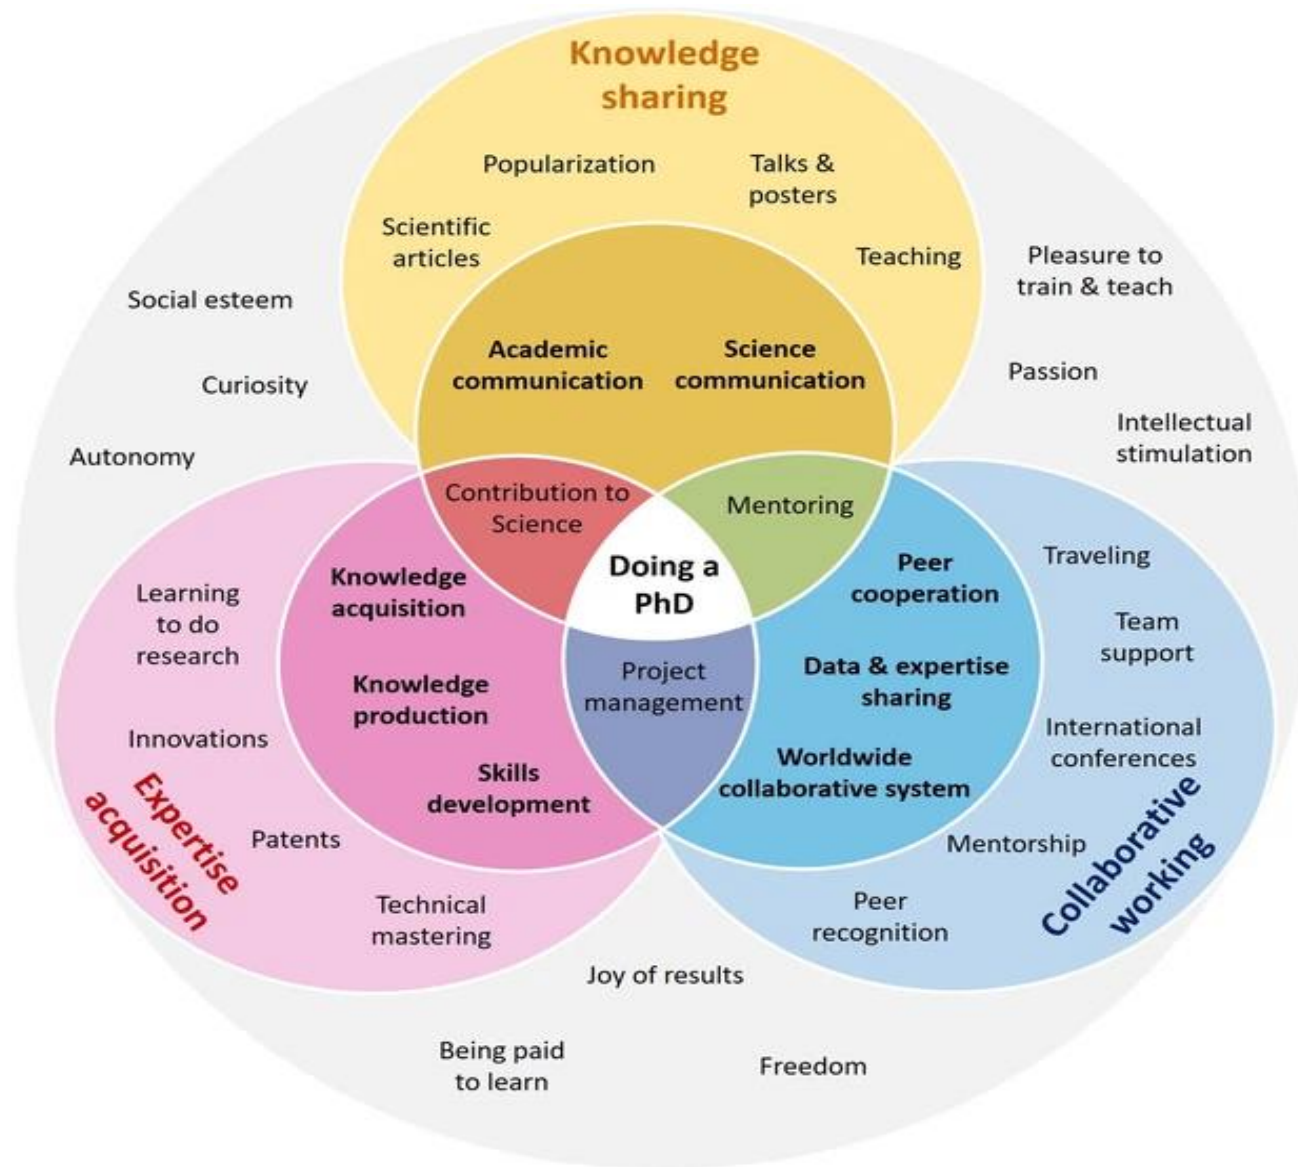 Knowledge
sharing
Popularization
Talks &
posters
Scientific
articles
Teaching
Pleasure to
train & teach
Social esteem
Academic
communication
Science
communication
Curiosity
Passion
Intellectual
stimulation
Autonomy
Contribution to
Science
Mentoring
Doing a
PhD
Knowledge
acquisition
Peer
cooperation
Traveling
Learning
to do
research
Team
support
Project
management
Data & expertise
sharing
Knowledge
production
Innovations
International
conferences
Skills
development
Worldwide
collaborative system
Expertise
acquisition
Patents
Mentorship
Collaborative
working
Technical
mastering
Peer
recognition
Joy of results
Being paid
to learn
Freedom